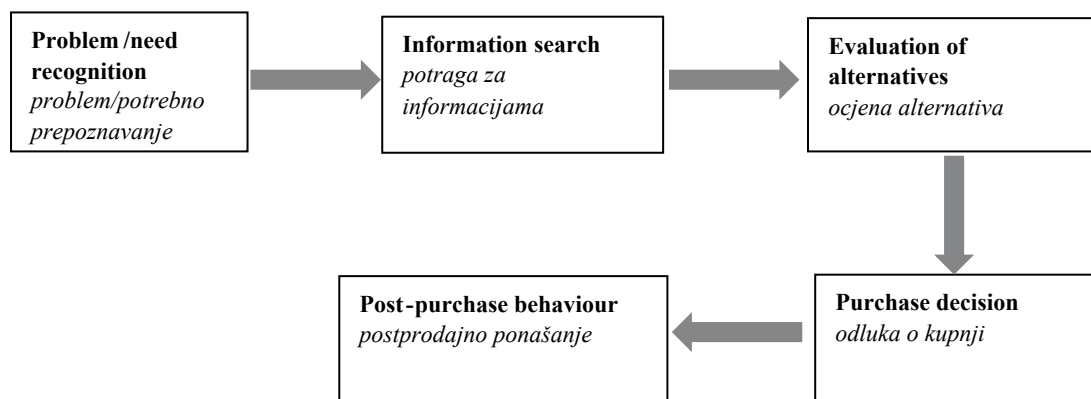 Problem /need
recognition
problem/potrebno
prepoznavanje
Information search
potraga za
informacijama
Evaluation of
alternatives
ocjena alternativa
Purchase decision
odluka o kupnji
Post-purchase behaviour
postprodajno ponašanje